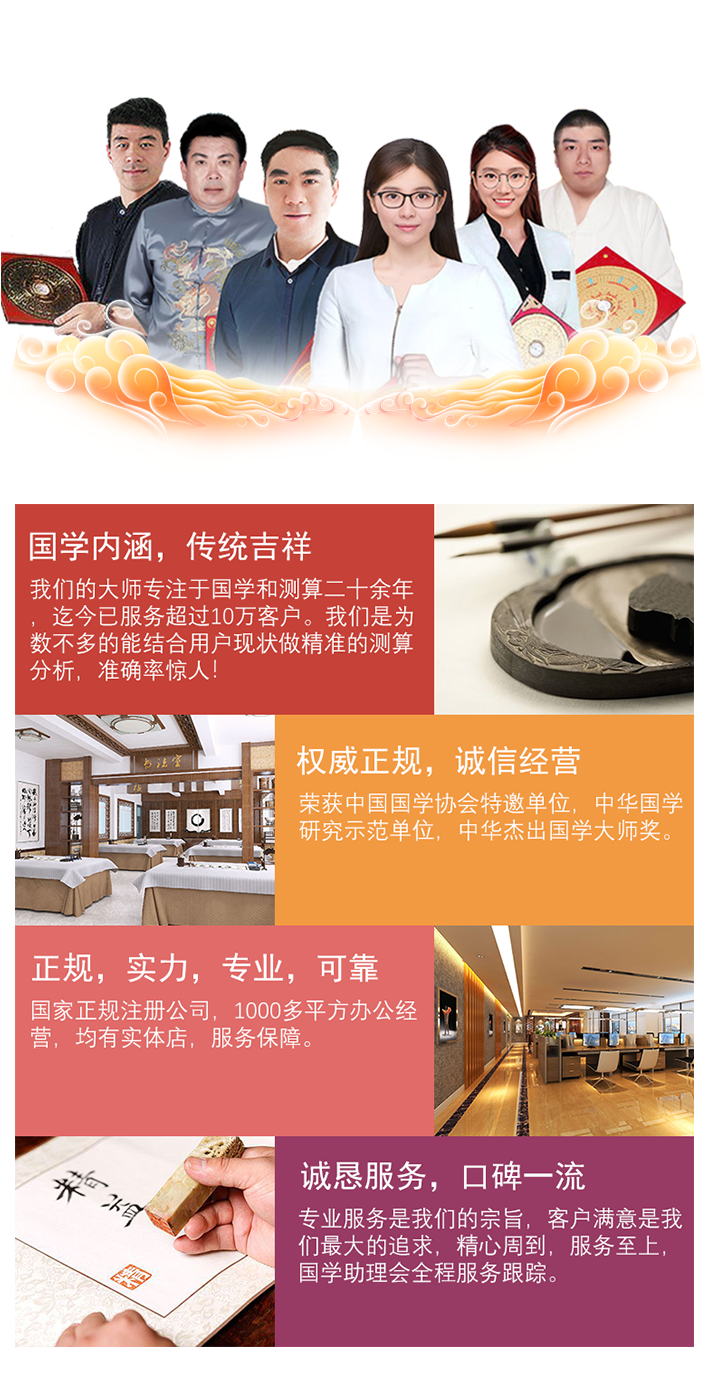 国学内涵，传统吉祥
我们的大师专注于国学和测算二十余年
，迄今已服务超过10万客户。我们是为
数不多的能结合用户现状做精准的测算
分析，准确率惊人！
书法室
权威正规，诚信经营
荣获中国国学协会特邀单位，中华国学
研究示范单位，中华杰出国学大师奖。
正规，实力，专业，可靠
国家正规注册公司，1000多平方办公经
营，均有实体店，服务保障。
精益
诚恳服务，口碑一流
专业服务是我们的宗旨，客户满意是我
们最大的追求，精心周到，服务至上，
国学助理会全程服务跟踪。